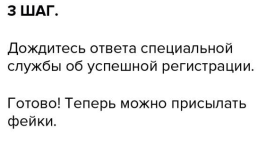 3 ШАГ.
Дождитесь ответа специальной
службы об успешной регистрации.
Готово! Теперь можно присылать
фейки.